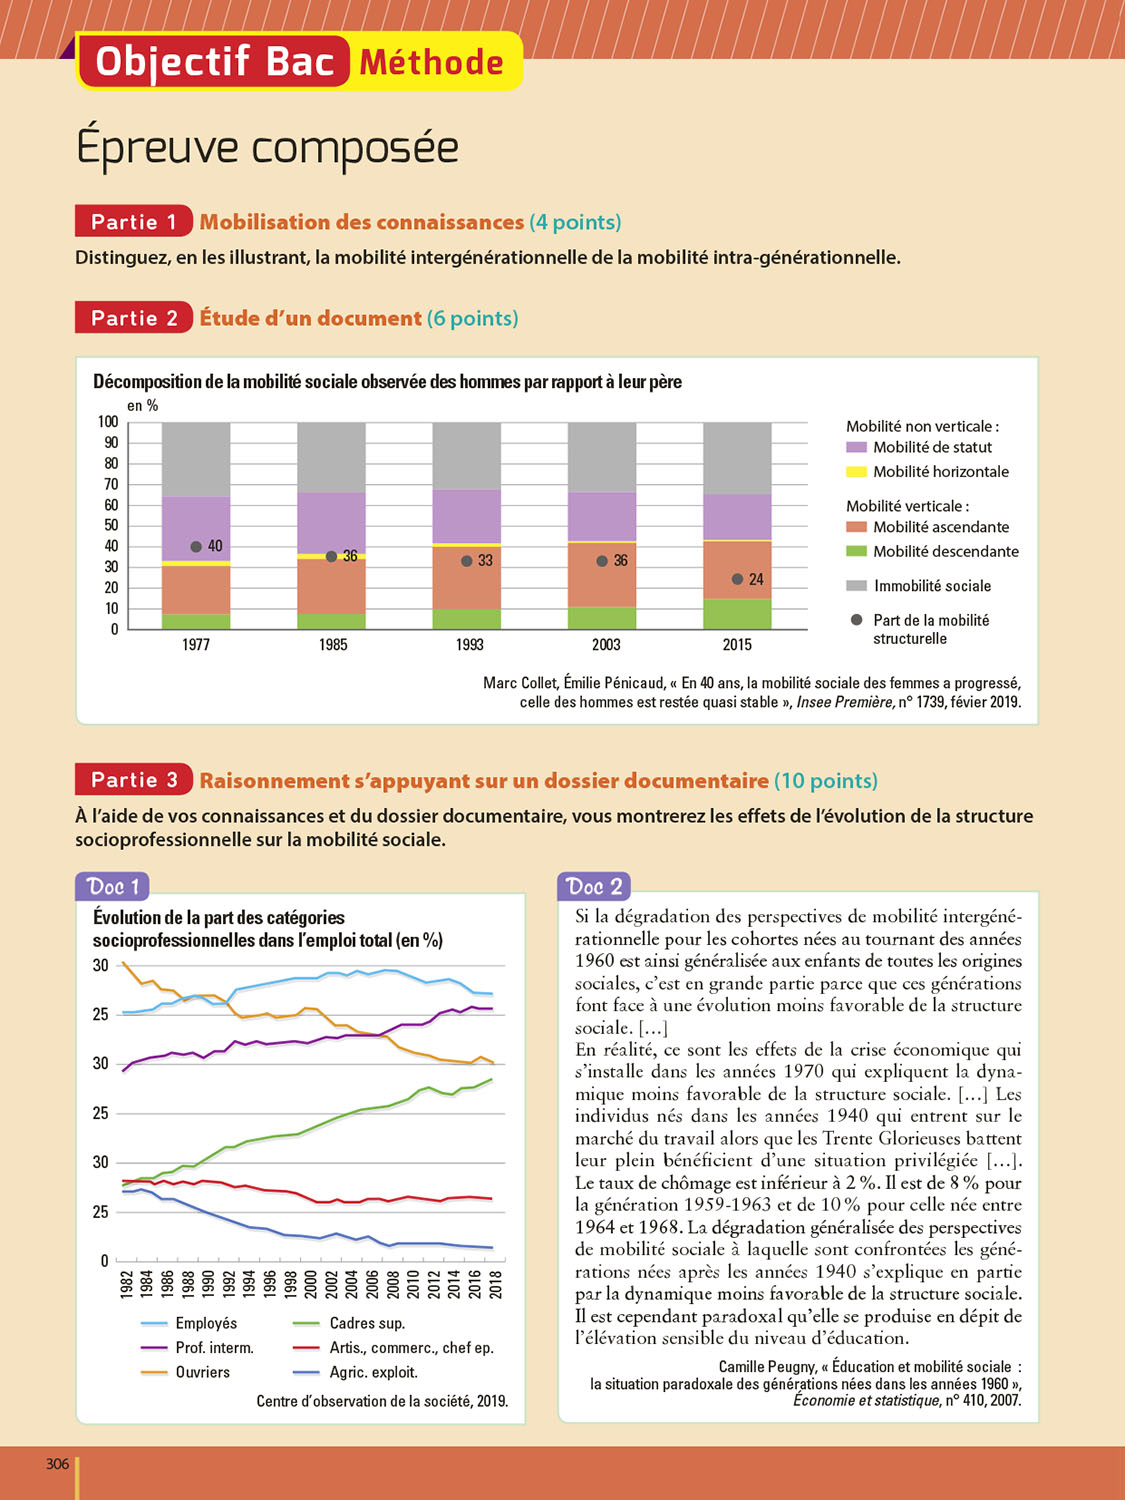 Objectif Bac Méthode
Épreuve composée
Partie 1 Mobilisation des connaissances (4 points)
Distinguez, en les illustrant, la mobilité intergénérationnelle de la mobilité intra-générationnelle.
Partie 2 Étude d'un document (6 points)
Décomposition de la mobilité sociale observée des hommes par rapport à leur père
en %
100
90
80
70
60
50
40
30
20
10
0
40
36
33
36
24
1977 1985 1993 2003 2015
Mobilité non verticale :
Mobilité de statut
Mobilité horizontale
Mobilité verticale :
Mobilité ascendante
Mobilité descendante
Immobilité sociale
Part de la mobilité
structurelle
Marc Collet, Émilie Pénicaud, « En 40 ans, la mobilité sociale des femmes a progressé,
celle des hommes est restée quasi stable », Insee Première, n° 1739, févier 2019.
Partie 3 Raisonnement s'appuyant sur un dossier documentaire (10 points)
À l'aide de vos connaissances et du dossier documentaire, vous montrerez les effets de l'évolution de la structure
socioprofessionnelle sur la mobilité sociale.
Doc 1
Évolution de la part des catégories
socioprofessionnelles dans l'emploi total (en %)
30
25
30
25
30
25
0
1982 1984 1986 1988 1990 1992 1994 1996 1998 2000 2002 2004 2006 2008 2010 2012 2014 2016 2018
Employés
Prof. interm.
Ouvriers
Cadres sup.
Artis., commerc., chef ep.
Agric. exploit.
Centre d'observation de la société, 2019.
Doc 2
Si la dégradation des perspectives de mobilité intergéné-
rationnelle pour les cohortes nées au tournant des années
1960 est ainsi généralisée aux enfants de toutes les origines
sociales, c'est en grande partie parce que ces générations
font face à une évolution moins favorable de la structure
sociale. […]
En réalité, ce sont les effets de la crise économique qui
s'installe dans les années 1970 qui expliquent la dyna-
mique moins favorable de la structure sociale. […] Les
individus nés dans les années 1940 qui entrent sur le
marché du travail alors que les Trente Glorieuses battent
leur plein bénéficient d'une situation privilégiée […].
Le taux de chômage est inférieur à 2 %. Il est de 8 % pour
la génération 1959-1963 et de 10 % pour celle née entre
1964 et 1968. La dégradation généralisée des perspectives
de mobilité sociale à laquelle sont confrontées les géné-
rations nées après les années 1940 s'explique en partie
par la dynamique moins favorable de la structure sociale.
Il est cependant paradoxal qu'elle se produise en dépit de
l'élévation sensible du niveau d'éducation.
Camille Peugny, « Éducation et mobilité sociale :
la situation paradoxale des générations nées dans les années 1960 »,
Économie et statistique, n° 410, 2007.
306